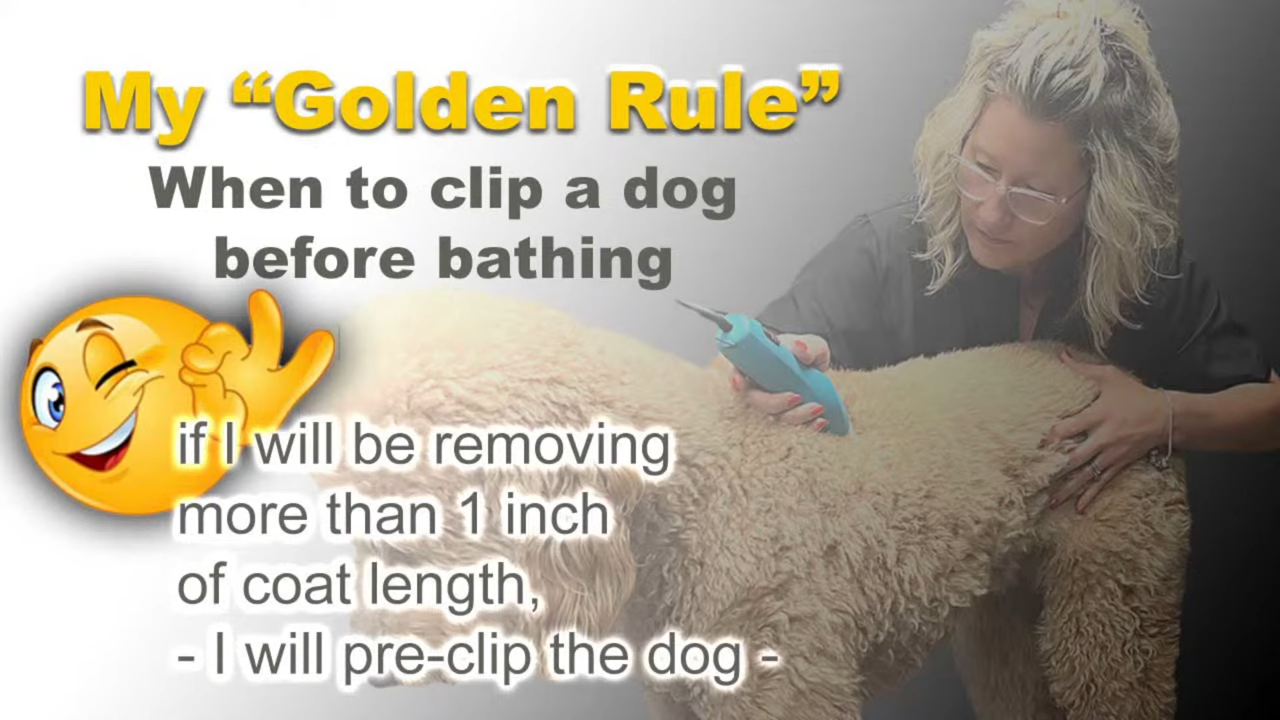 My “Golden Rule”
When to clip a dog
before bathing
if I will be removing
more than 1 inch
of coat length,
- I will pre-clip the dog -